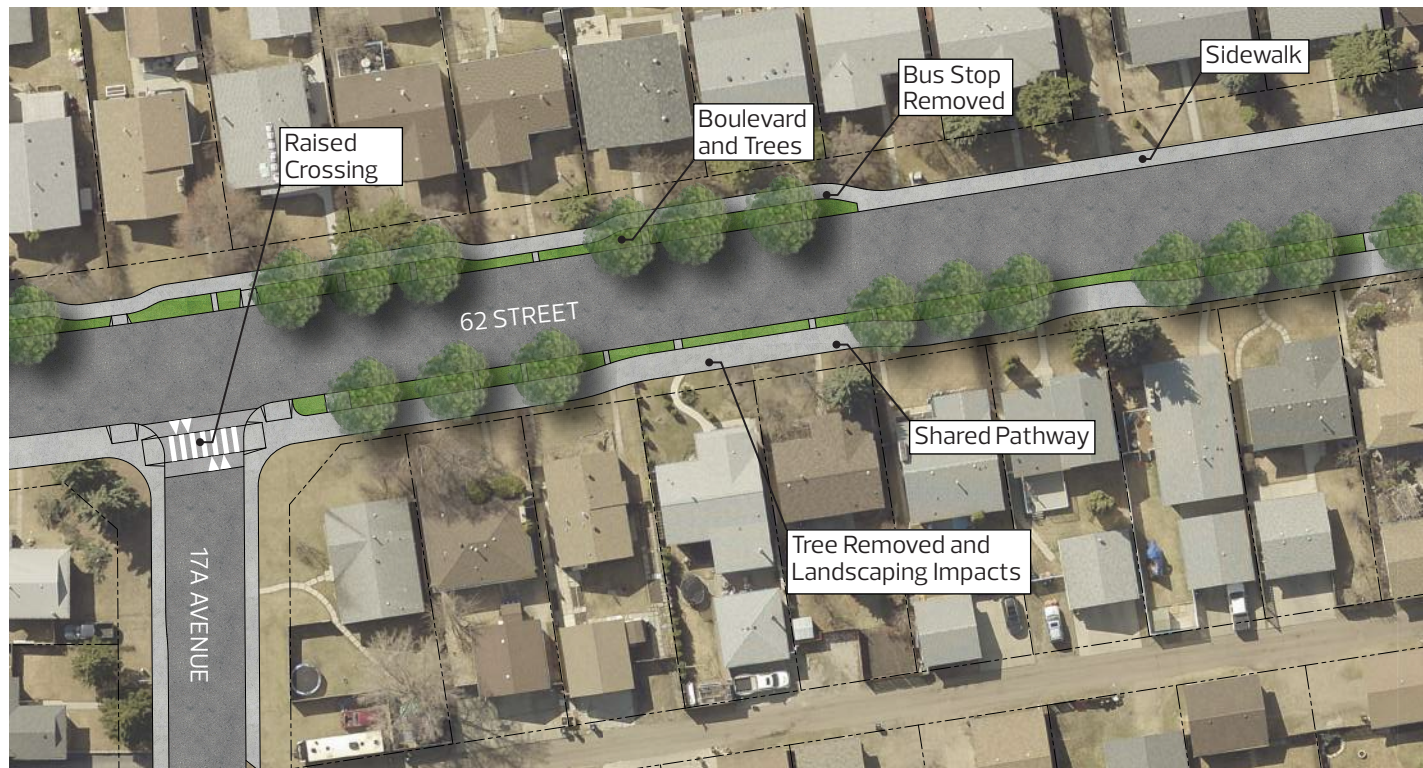 Sidewalk
Bus Stop
Removed
Boulevard
and Trees
Raised
Crossing
62 STREET
Shared Pathway
Tree Removed and
Landscaping Impacts
17A AVENUE